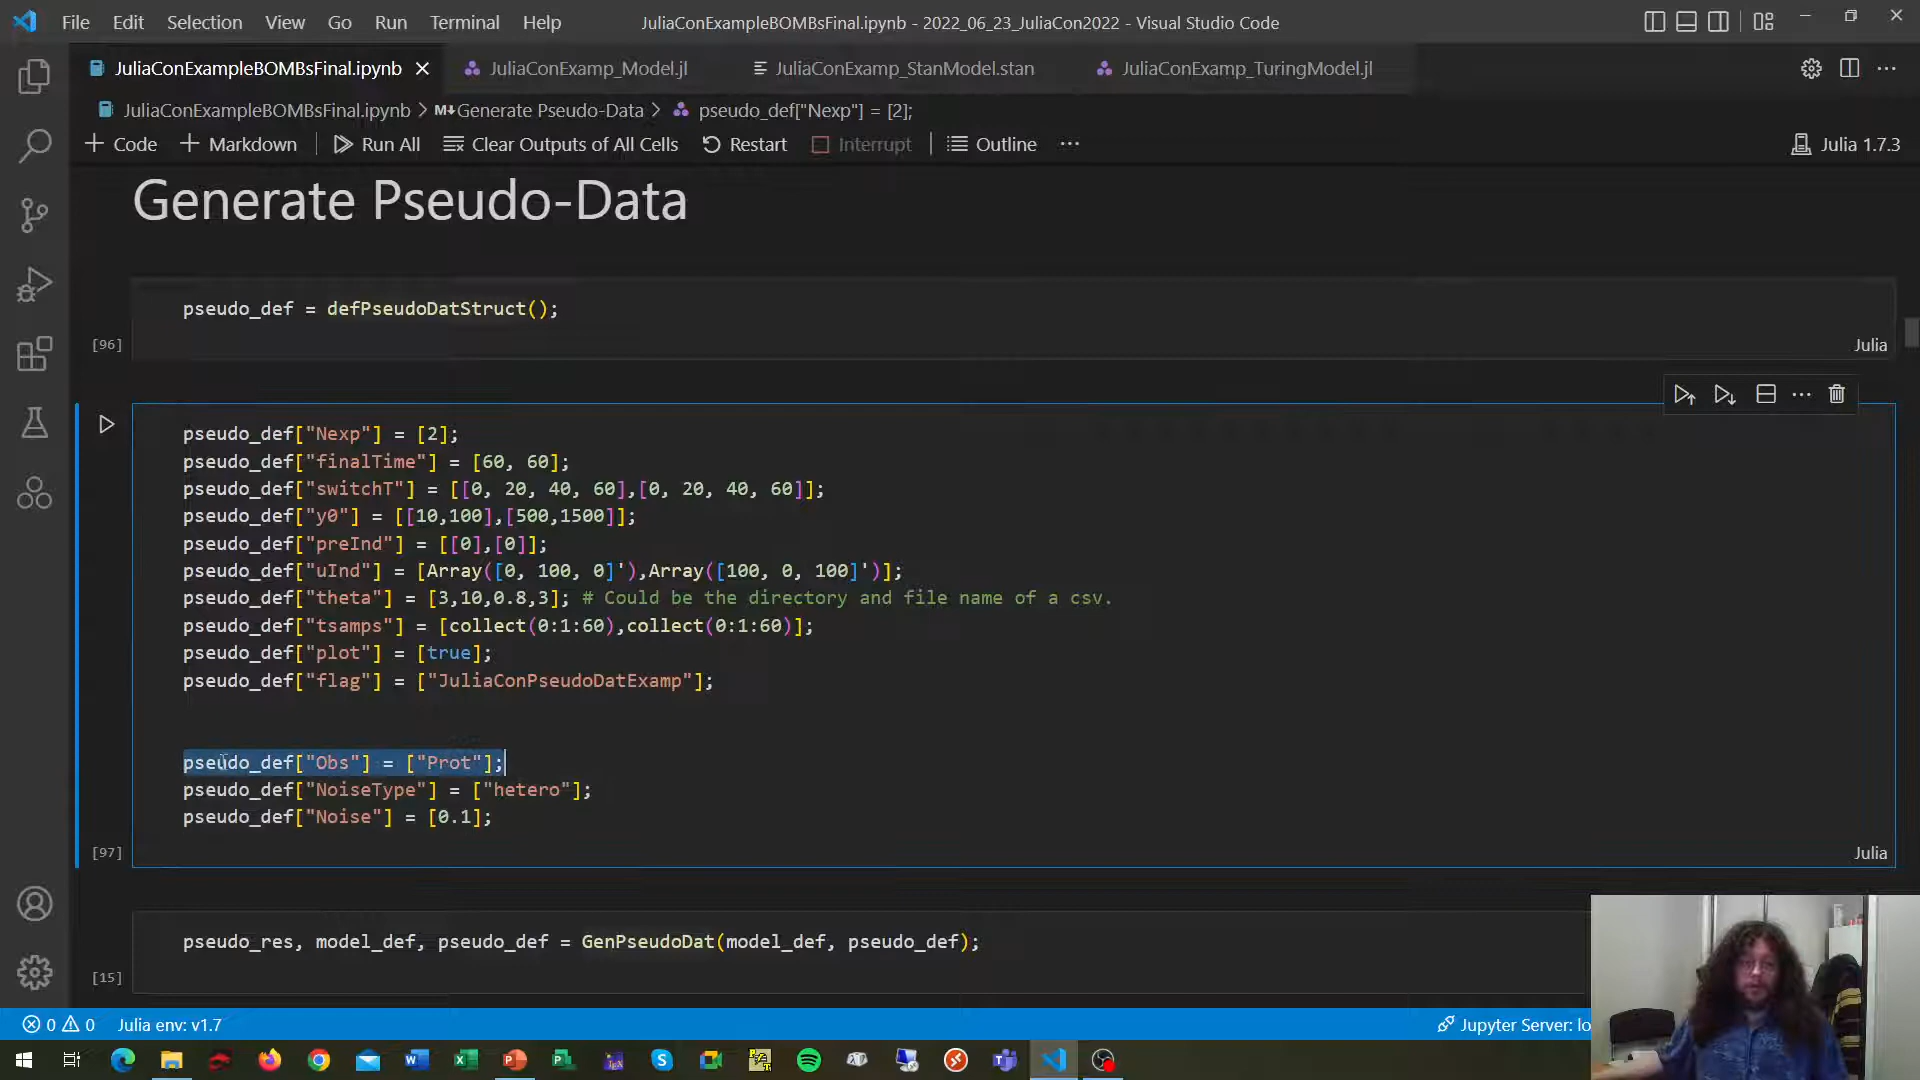 File Edit Selection View Go Run Terminal Help
JuliaConExampleBOMBsFinal.ipynb - 2022_06_23_JuliaCon2022 - Visual Studio Code
JuliaConExampleBOMBsFinal.ipynb JuliaConExamp_Model.jl JuliaConExamp_StanModel.stan JuliaConExamp_TuringModel.jl
JuliaConExampleBOMBsFinal.ipynb > M↓Generate Pseudo-Data > pseudo_def["Nexp"] = [2];
+ Code + Markdown Run All Clear Outputs of All Cells Restart Interrupt Outline ··· Julia 1.7.3
Generate Pseudo-Data
pseudo_def = defPseudoDatStruct();
[96] Julia
pseudo_def["Nexp"] = [2];
pseudo_def["finalTime"] = [60, 60];
pseudo_def["switchT"] = [[0, 20, 40, 60],[0, 20, 40, 60]];
pseudo_def["y0"] = [[10,100],[500,1500]];
pseudo_def["preInd"] = [[0],[0]];
pseudo_def["uInd"] = [Array([0, 100, 0]'),Array([100, 0, 100]')];
pseudo_def["theta"] = [3,10,0.8,3]; # Could be the directory and file name of a csv.
pseudo_def["tsamps"] = [collect(0:1:60),collect(0:1:60)];
pseudo_def["plot"] = [true];
pseudo_def["flag"] = ["JuliaConPseudoDatExamp"];
pseudo_def["Obs"] = ["Prot"];
pseudo_def["NoiseType"] = ["hetero"];
pseudo_def["Noise"] = [0.1];
[97] Julia
pseudo_res, model_def, pseudo_def = GenPseudoDat(model_def, pseudo_def);
[15]
0 0 Julia env: v1.7 Jupyter Server: lo